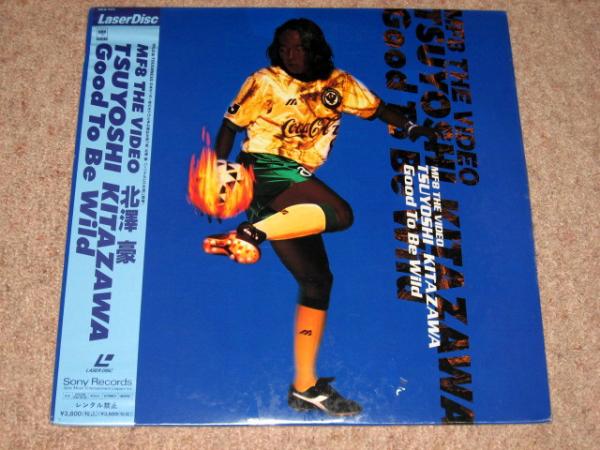 LaserDisc
MF8 THE VIDEO 北澤 豪
TSUYOSHI KITAZAWA
Good To Be Wild
LASER DISC
Sony Records
レンタル禁止
Coca-Cola
MF8 THE VIDEO
TSUYOSHI KITAZAWA
Good To Be Wild
MF8 THE VIDEO
TSUYOSHI KITAZAWA
Good To Be Wild